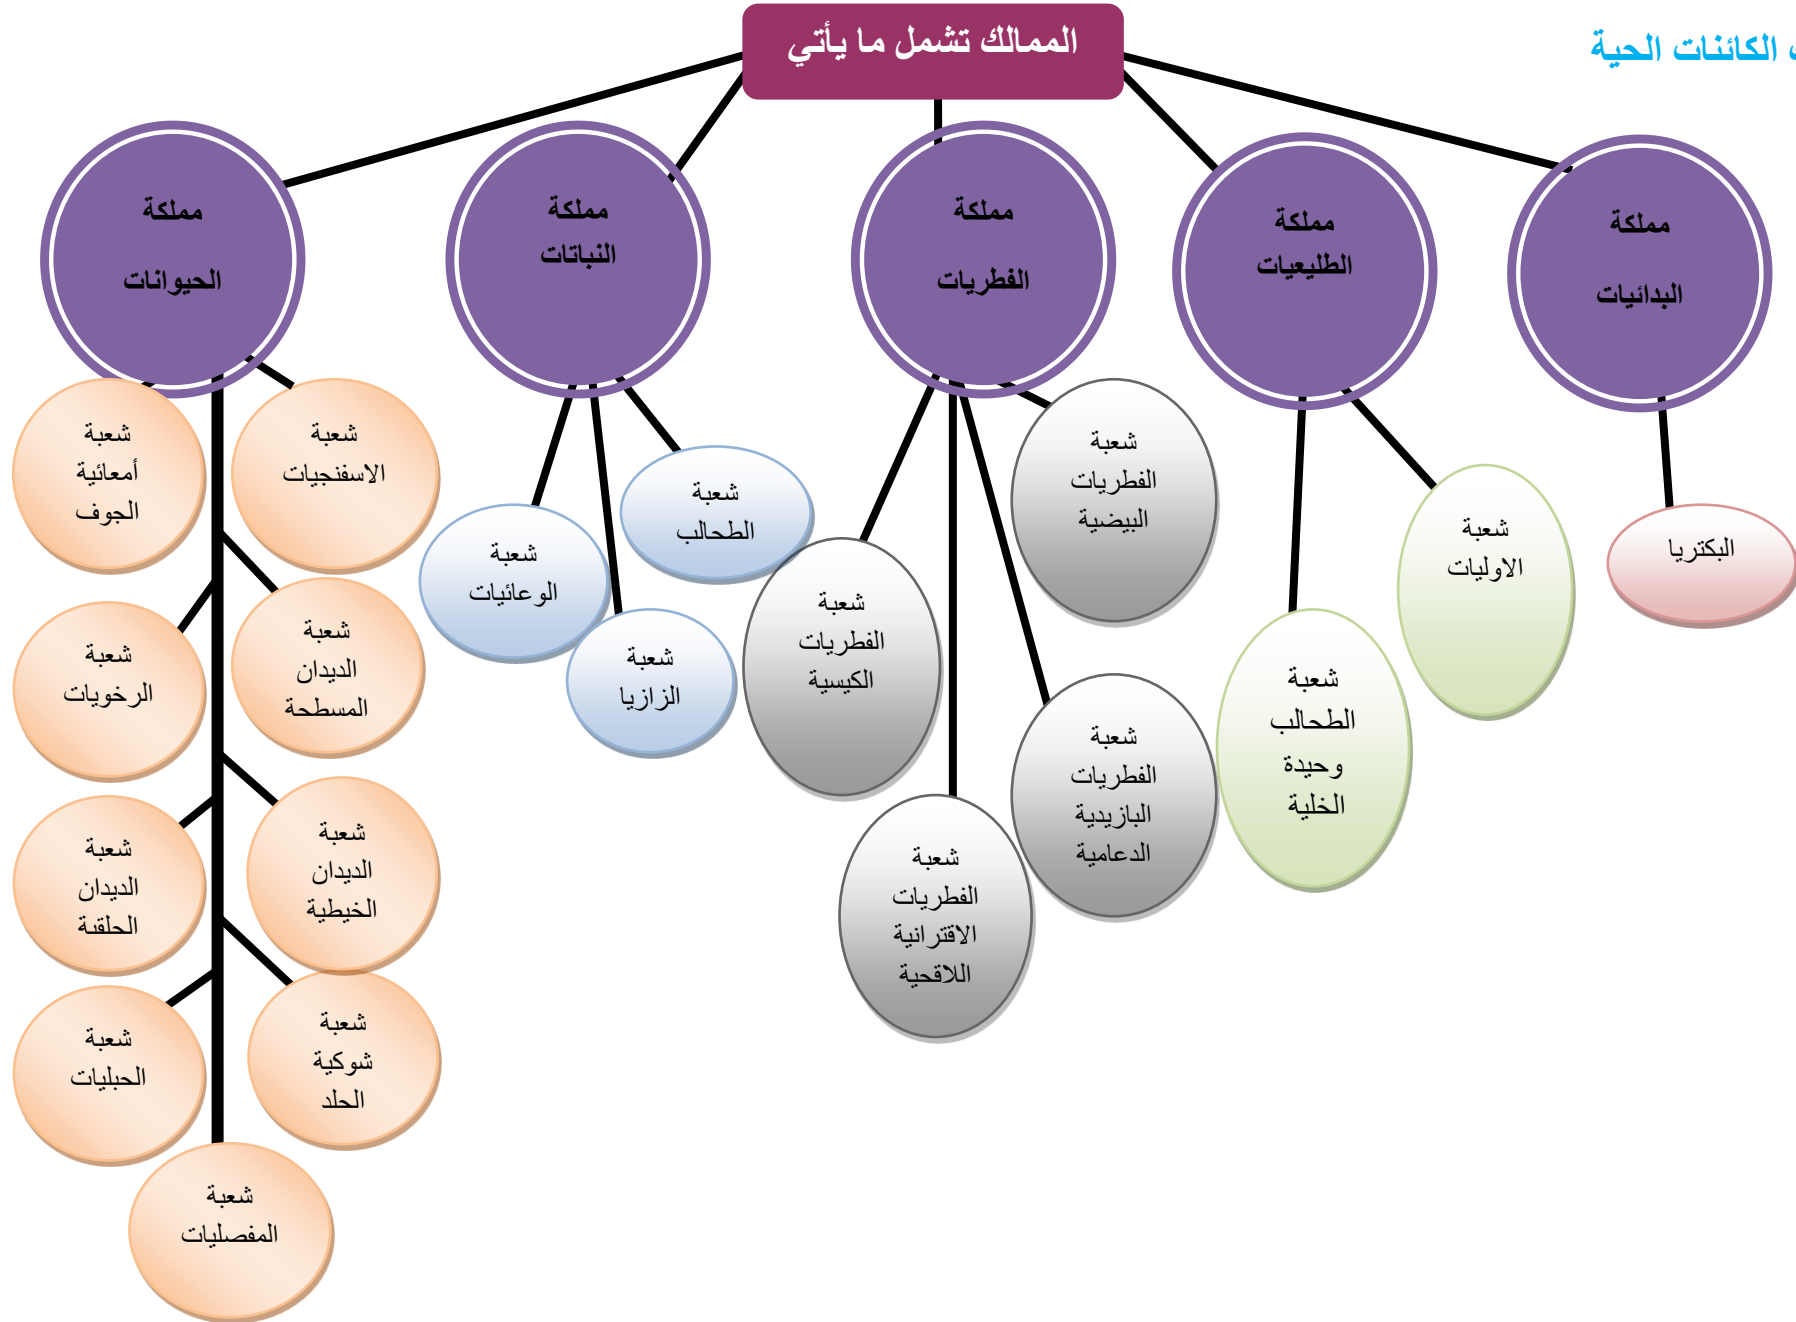 الكائنات الحية
الممالك تشمل ما يأتي
مملكة
البدائيات
مملكة
الطليعيات
مملكة
الفطريات
مملكة
النباتات
مملكة
الحيوانات
البكتريا
شعبة
الاوليات
شعبة
الطحالب
وحيدة
الخلية
شعبة
الفطريات
البيضية
شعبة
الفطريات
البازيدية
الدعامية
شعبة
الفطريات
الاقترانية
اللاقحية
شعبة
الفطريات
الكيسية
شعبة
الطحالب
شعبة
الزازيا
شعبة
الوعائيات
شعبة
الاسفنجيات
شعبة
أمعائية
الجوف
شعبة
الديدان
المسطحة
شعبة
الرخويات
شعبة
الديدان
الخيطية
شعبة
الديدان
الحلقية
شعبة
شوكية
الجلد
شعبة
الحبليات
شعبة
المفصليات